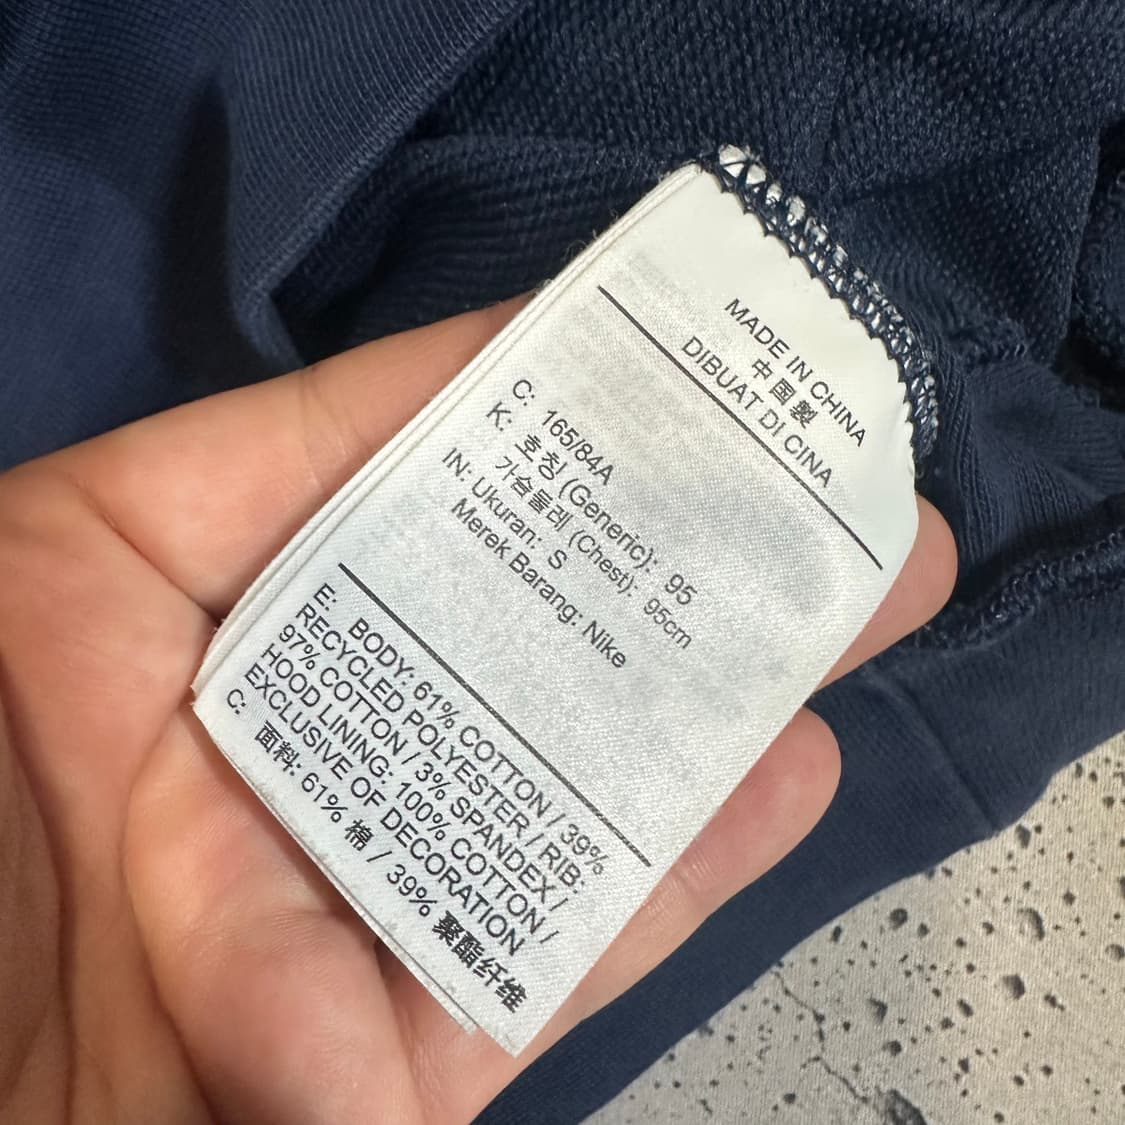 MADE IN CHINA
中国製
DIBUAT DI CINA
C: 165/84A
K: 호칭 (Generic): 95
가슴둘레 (Chest): 95cm
IN: Ukuran: S
Merek Barang: Nike
E: BODY: 61% COTTON / 39%
RECYCLED POLYESTER / RIB:
97% COTTON / 3% SPANDEX /
HOOD LINING: 100% COTTON /
EXCLUSIVE OF DECORATION
C: 面料: 61% 棉 / 39% 聚酯纤维